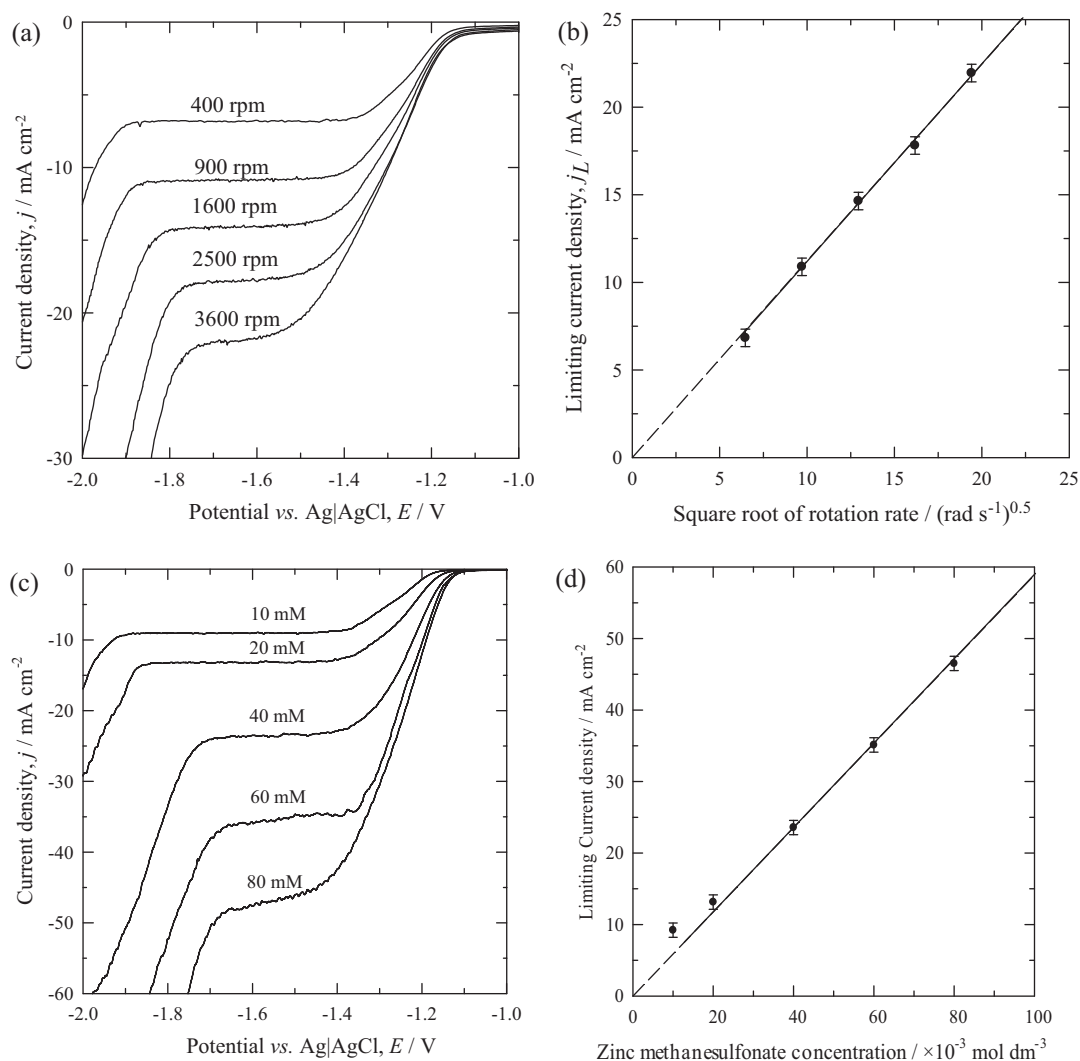 (a)
0
-10
-20
-30
Current density, j / mA cm-2
400 rpm
900 rpm
1600 rpm
2500 rpm
3600 rpm
-2.0 -1.8 -1.6 -1.4 -1.2 -1.0
Potential vs. Ag|AgCl, E / V
(b)
25
20
15
10
5
0
Limiting current density, jL / mA cm-2
0 5 10 15 20 25
Square root of rotation rate / (rad s-1)0.5
(c)
0
-10
-20
-30
-40
-50
-60
Current density, j / mA cm-2
10 mM
20 mM
40 mM
60 mM
80 mM
-2.0 -1.8 -1.6 -1.4 -1.2 -1.0
Potential vs. Ag|AgCl, E / V
(d)
60
50
40
30
20
10
0
Limiting Current density / mA cm-2
0 20 40 60 80 100
Zinc methanesulfonate concentration / ×10-3 mol dm-3